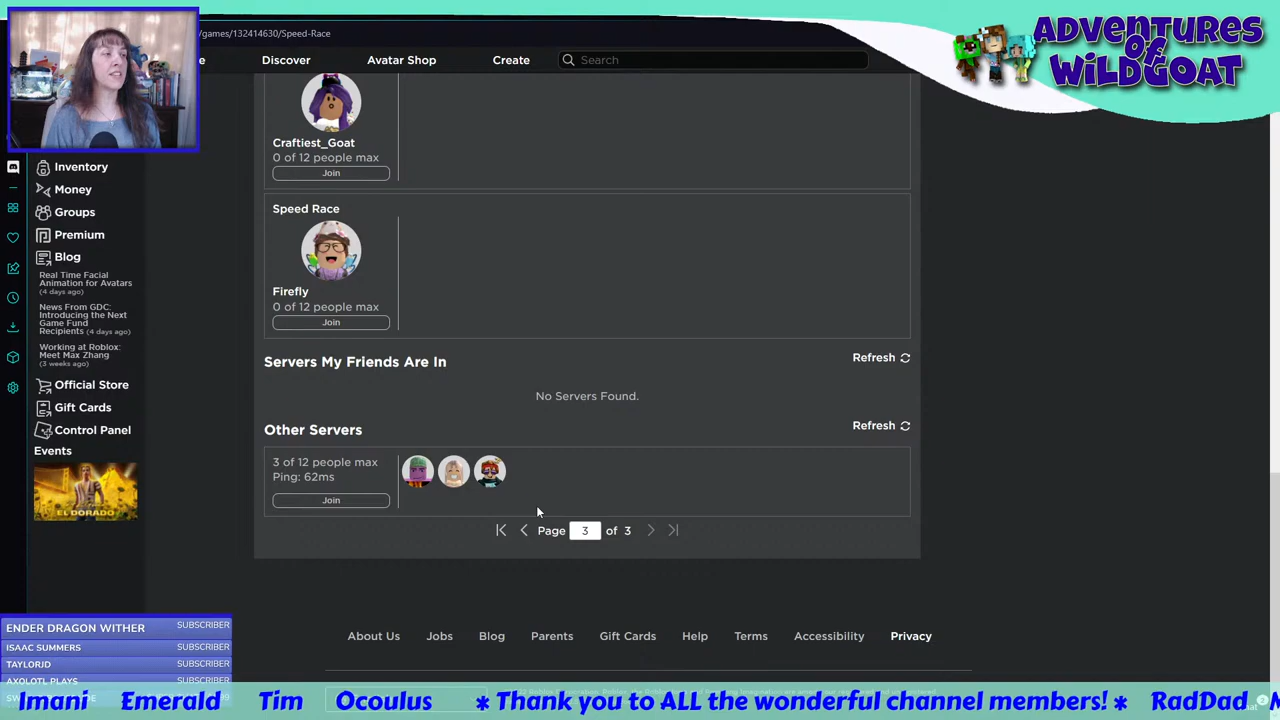 /games/132414630/Speed-Race
Discover
Avatar Shop
Create
Search
ADVENTURES
OF
WILDGOAT
Inventory
Money
Groups
Premium
Blog
Real Time Facial
Animation for Avatars
(4 days ago)
News From GDC:
Introducing the Next
Game Fund
Recipients (4 days ago)
Working at Roblox:
Meet Max Zhang
(3 weeks ago)
Official Store
Gift Cards
Control Panel
Events
EL DORADO
Craftiest_Goat
0 of 12 people max
Join
Speed Race
Firefly
0 of 12 people max
Join
Servers My Friends Are In
Refresh
No Servers Found.
Other Servers
Refresh
3 of 12 people max
Ping: 62ms
Join
Page 3 of 3
About Us
Jobs
Blog
Parents
Gift Cards
Help
Terms
Accessibility
Privacy
ENDER DRAGON WITHER SUBSCRIBER
ISAAC SUMMERS SUBSCRIBER
TAYLORJD SUBSCRIBER
AXOLOTL PLAYS SUBSCRIBER
Imani Emerald Tim Ocoulus * Thank you to ALL the wonderful channel members! * RadDad